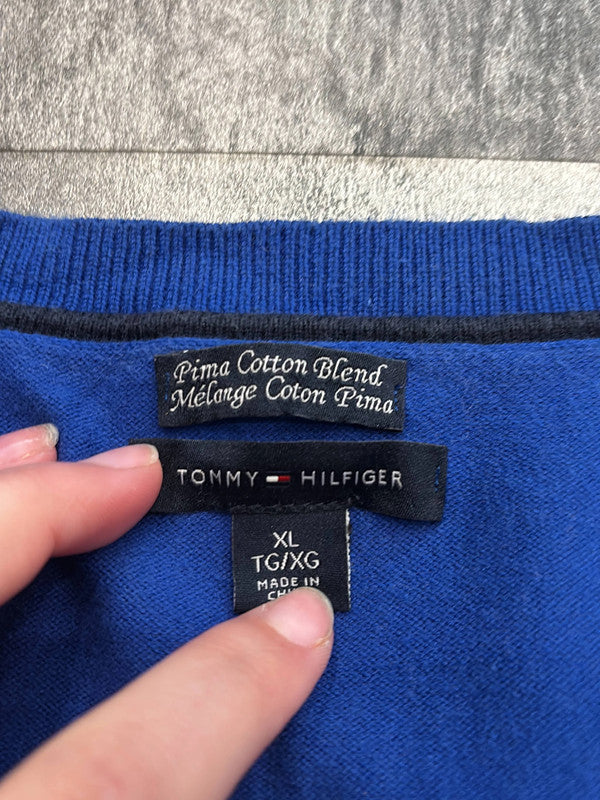 Pima Cotton Blend
Mélange Coton Pima
TOMMY HILFIGER
XL
TG/XG
MADE IN